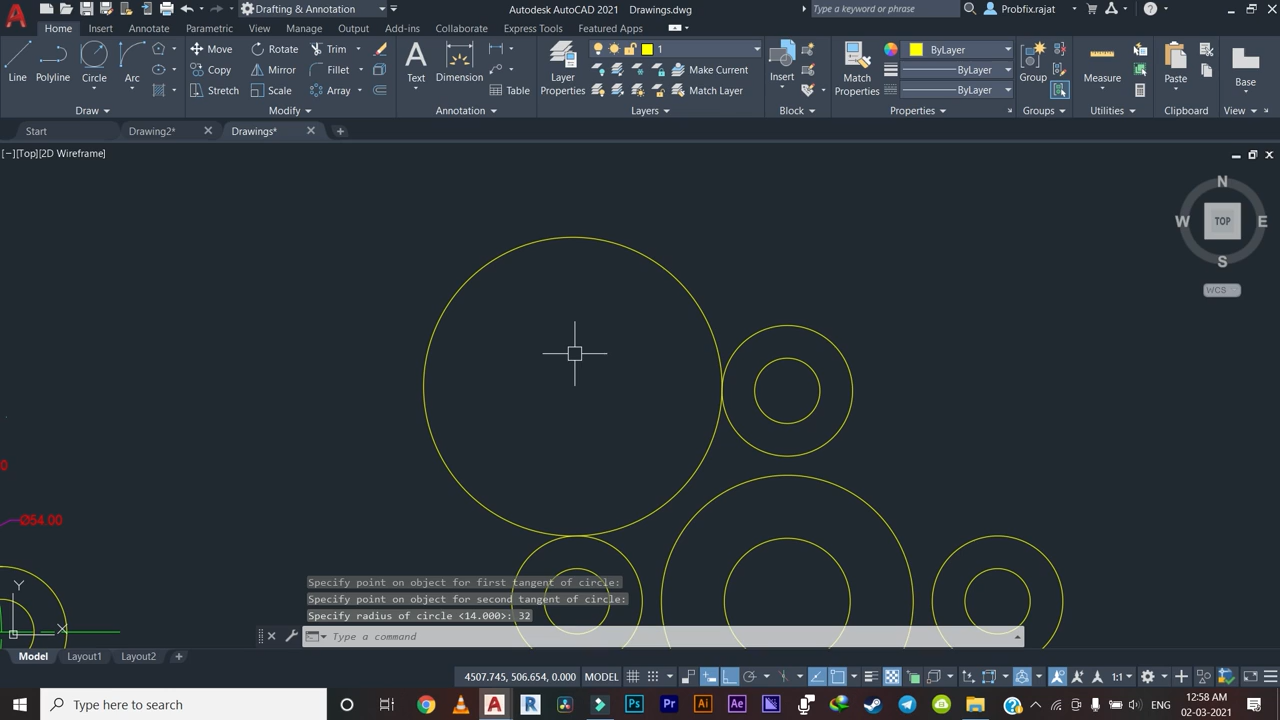 Drafting & Annotation
Autodesk AutoCAD 2021 Drawings.dwg
Type a keyword or phrase
Probfix.rajat
Home Insert Annotate Parametric View Manage Output Add-ins Collaborate Express Tools Featured Apps
Line
Polyline
Circle
Arc
Move
Rotate
Trim
Copy
Mirror
Fillet
Stretch
Scale
Array
Text
Dimension
Table
Layer
Properties
1
Make Current
Match Layer
Insert
Match
Properties
ByLayer
ByLayer
ByLayer
Group
Measure
Paste
Base
Draw
Modify
Annotation
Layers
Block
Properties
Groups
Utilities
Clipboard
View
Start
Drawing2*
Drawings*
[−][Top][2D Wireframe]
N
W
TOP
E
S
WCS
0
Ø54.00
Y
X
Specify point on object for first tangent of circle:
Specify point on object for second tangent of circle:
Specify radius of circle <14.000>: 32
Type a command
Model
Layout1
Layout2
4507.745, 506.654, 0.000
MODEL
1:1
Type here to search
ENG
12:58 AM
02-03-2021